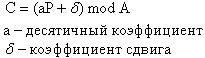 C = (aP + δ) mod A
а – десятичный коэффициент
δ – коэффициент сдвига